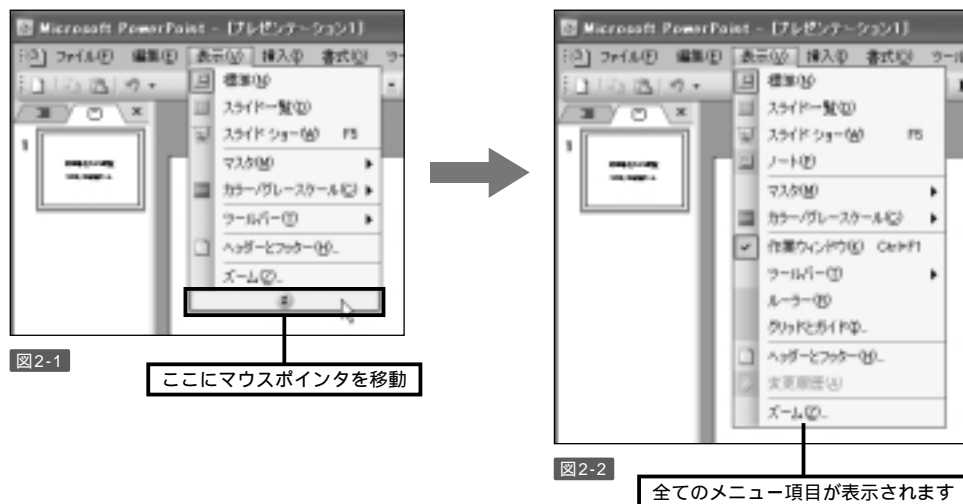 Microsoft PowerPoint - [プレゼンテーション1]
ファイル(F) 編集(E) 表示(V) 挿入(I) 書式(O) ツー
標準(N)
スライド一覧(D)
スライド ショー(W) F5
マスタ(M)
カラー/グレースケール(C)
ツールバー(T)
ヘッダーとフッター(H)...
ズーム(Z)...
1
図2-1
ここにマウスポインタを移動
Microsoft PowerPoint - [プレゼンテーション1]
ファイル(F) 編集(E) 表示(V) 挿入(I) 書式(O) ツール
標準(N)
スライド一覧(D)
スライド ショー(W) F5
ノート(P)
マスタ(M)
カラー/グレースケール(C)
作業ウィンドウ(K) Ctrl+F1
ツールバー(T)
ルーラー(R)
グリッドとガイド(I)...
ヘッダーとフッター(H)...
変更履歴(A)
ズーム(Z)...
1
図2-2
全てのメニュー項目が表示されます